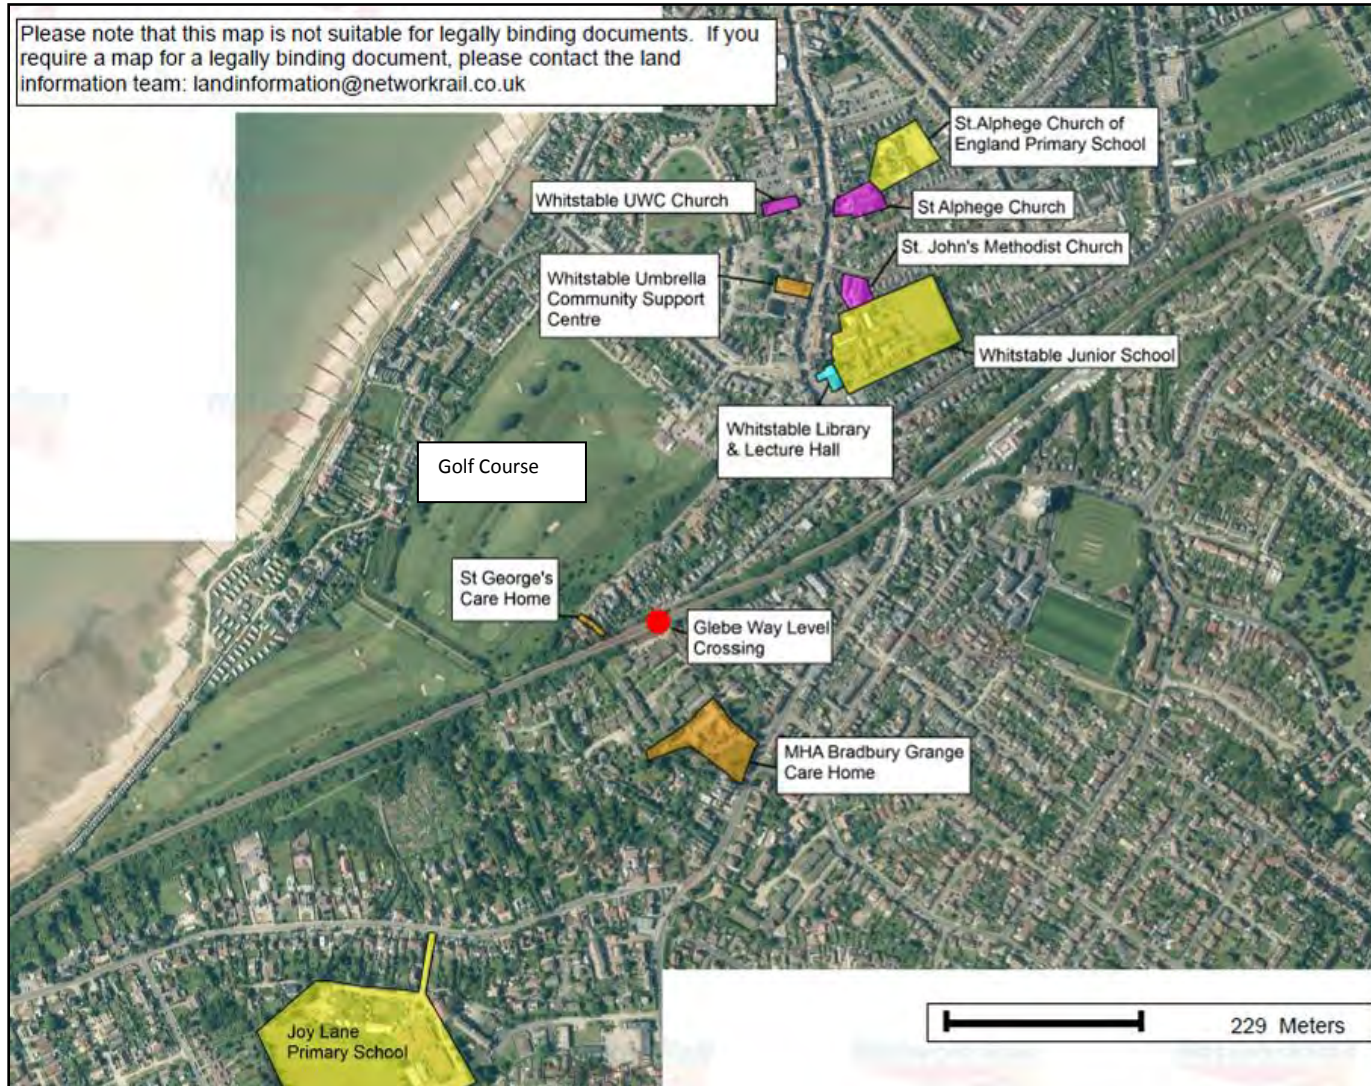 Please note that this map is not suitable for legally binding documents.  If you
require a map for a legally binding document, please contact the land
information team: landinformation@networkrail.co.uk
St.Alphege Church of
England Primary School
Whitstable UWC Church
St Alphege Church
St. John's Methodist Church
Whitstable Umbrella
Community Support
Centre
Whitstable Junior School
Whitstable Library
& Lecture Hall
Golf Course
St George's
Care Home
Glebe Way Level
Crossing
MHA Bradbury Grange
Care Home
Joy Lane
Primary School
229 Meters